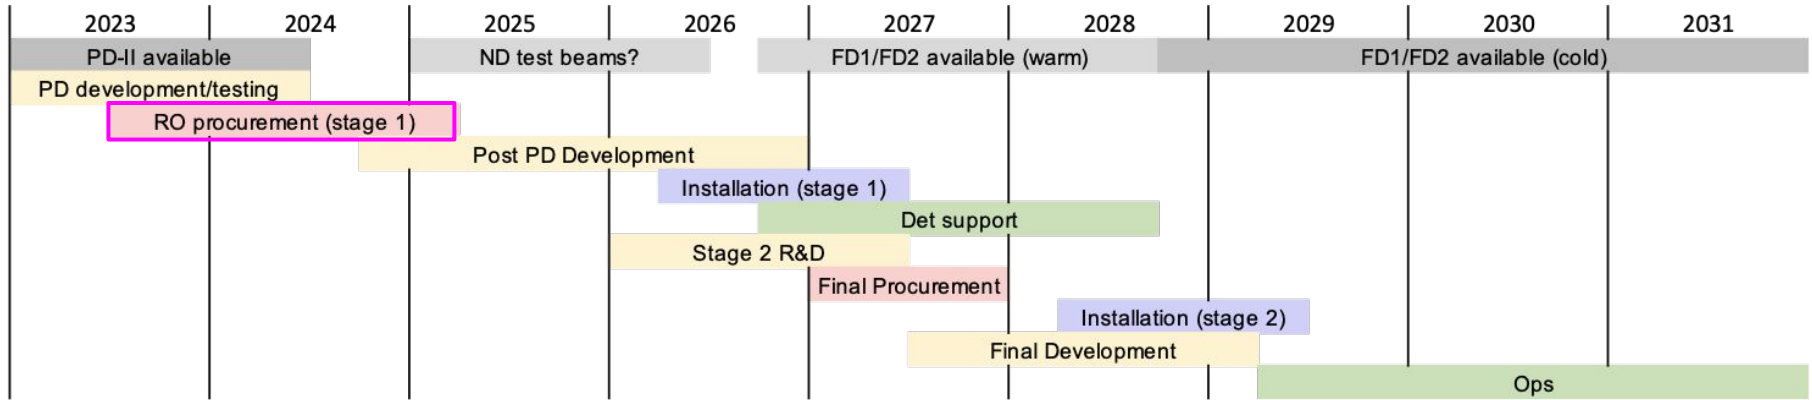 2023 2024 2025 2026 2027 2028 2029 2030 2031
PD-II available ND test beams? FD1/FD2 available (warm) FD1/FD2 available (cold)
PD development/testing
RO procurement (stage 1)
Post PD Development
Installation (stage 1)
Det support
Stage 2 R&D
Final Procurement
Installation (stage 2)
Final Development
Ops